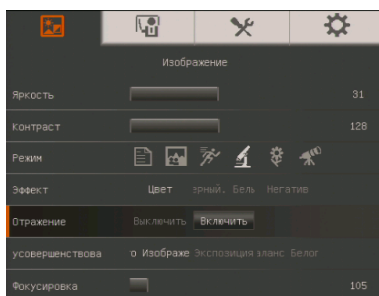 Изображение
Яркость 31
Контраст 128
Режим
Эффект Цвет ерный. Бель Негатив
Отражение Выключить Включить
усовершенствова о Изображе Экспозиция аланс Белог
Фокусировка 105